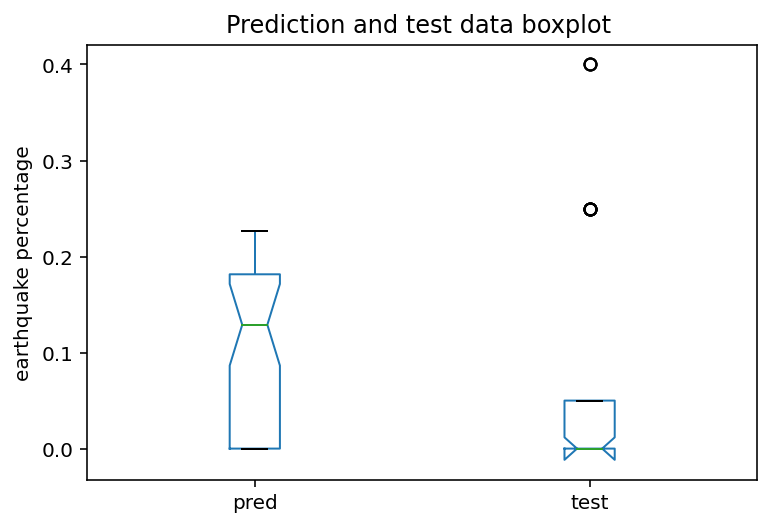 Prediction and test data boxplot
earthquake percentage
0.4
0.3
0.2
0.1
0.0
pred
test